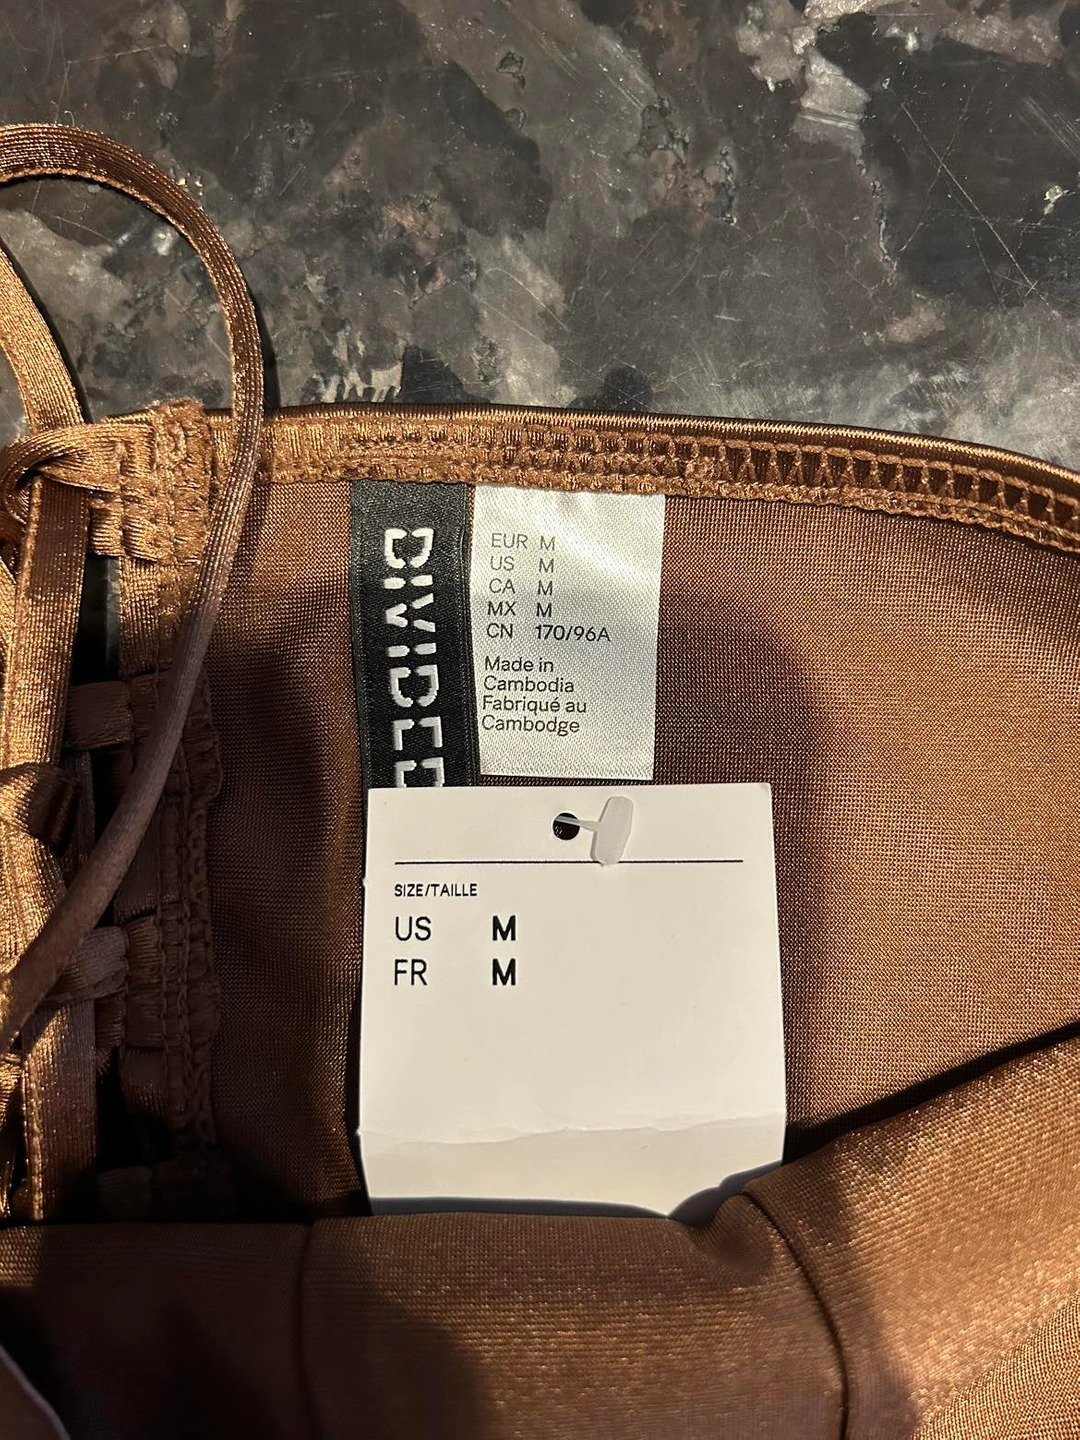 DIVIDED
EUR M
US M
CA M
MX M
CN 170/96A
Made in
Cambodia
Fabriqué au
Cambodge
SIZE/TAILLE
US M
FR M